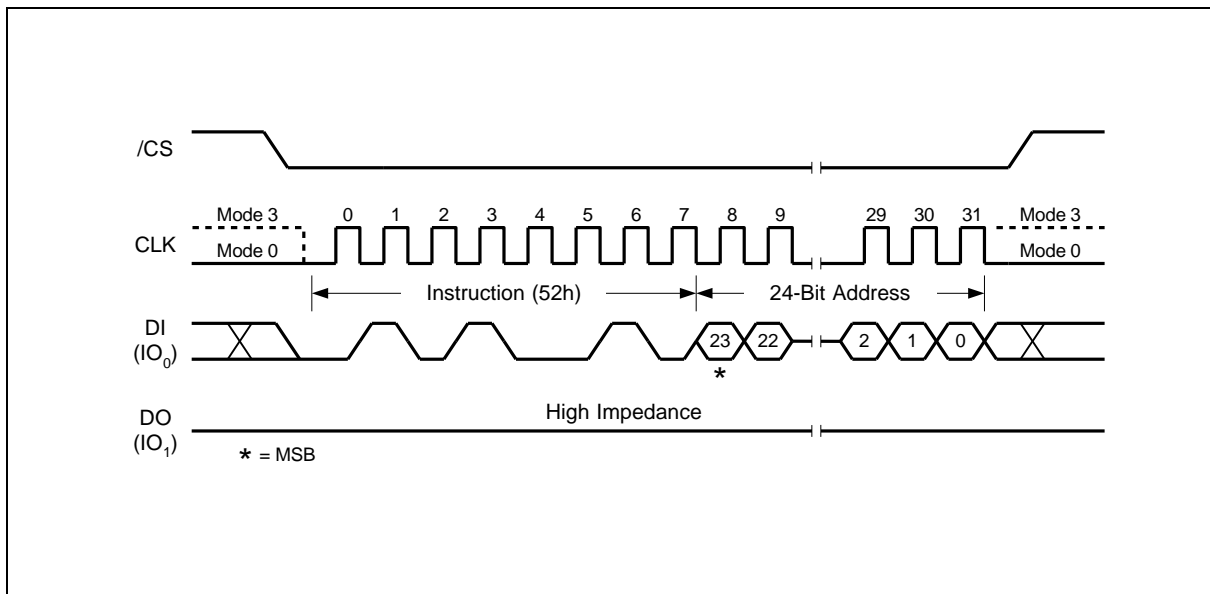 /CS
Mode 3 0 1 2 3 4 5 6 7 8 9 29 30 31 Mode 3
CLK Mode 0 Mode 0
Instruction (52h) 24-Bit Address
DI
(IO0) 23 22 2 1 0
*
High Impedance
DO
(IO1)
* = MSB